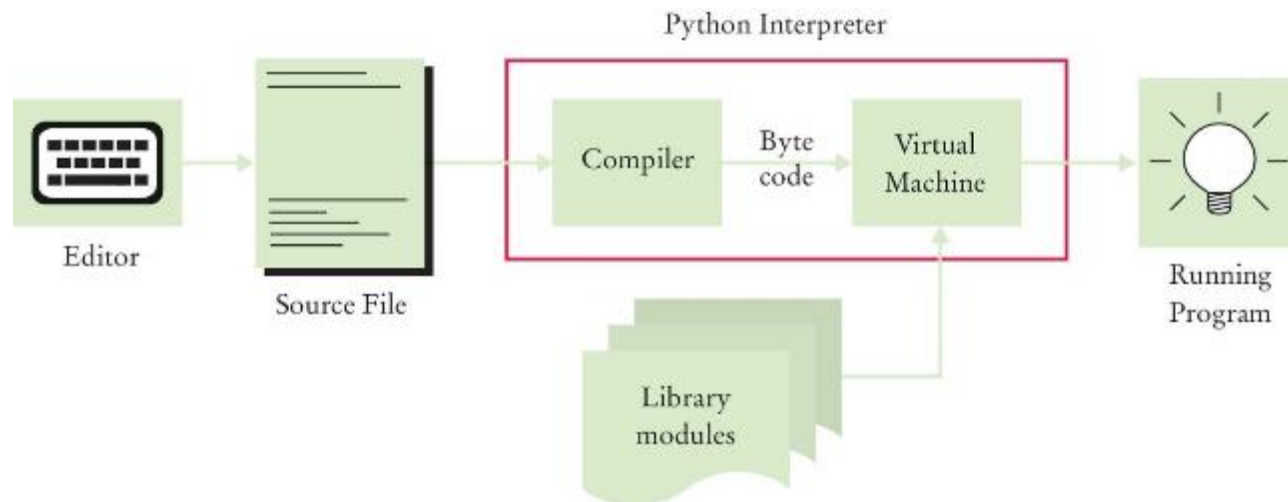 Python Interpreter
Editor
Source File
Compiler
Byte
code
Virtual
Machine
Library
modules
Running
Program